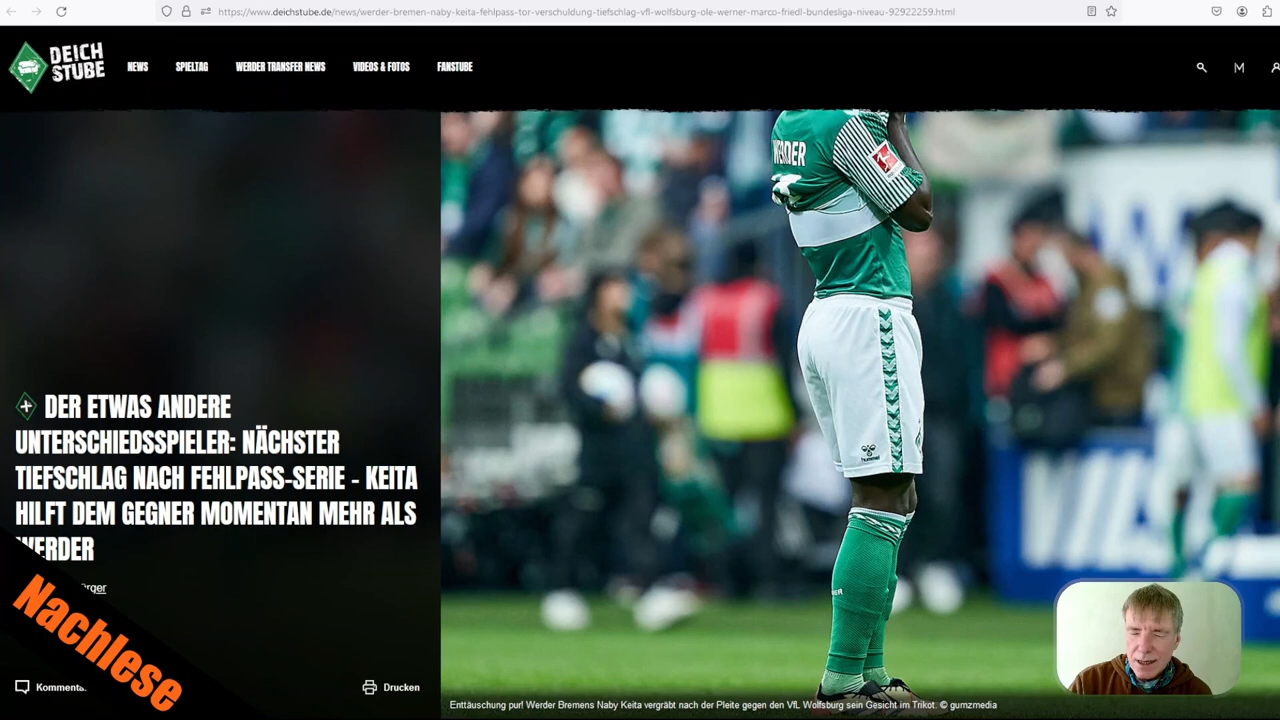 https://www.deichstube.de/news/werder-bremen-naby-keita-fehlpass-tor-verschuldung-tiefschlag-vfl-wolfsburg-ole-werner-marco-friedl-bundesliga-niveau-92922259.html
DEICH
STUBE
NEWS
SPIELTAG
WERDER TRANSFER NEWS
VIDEOS & FOTOS
FANSTUBE
WERDER
hummel
DER ETWAS ANDERE
UNTERSCHIEDSSPIELER: NÄCHSTER
TIEFSCHLAG NACH FEHLPASS-SERIE - KEITA
HILFT DEM GEGNER MOMENTAN MEHR ALS
WERDER
ürger
Nachlese
Kommenta
Drucken
Enttäuschung pur! Werder Bremens Naby Keita vergräbt nach der Pleite gegen den VfL Wolfsburg sein Gesicht im Trikot. © gumzmedia